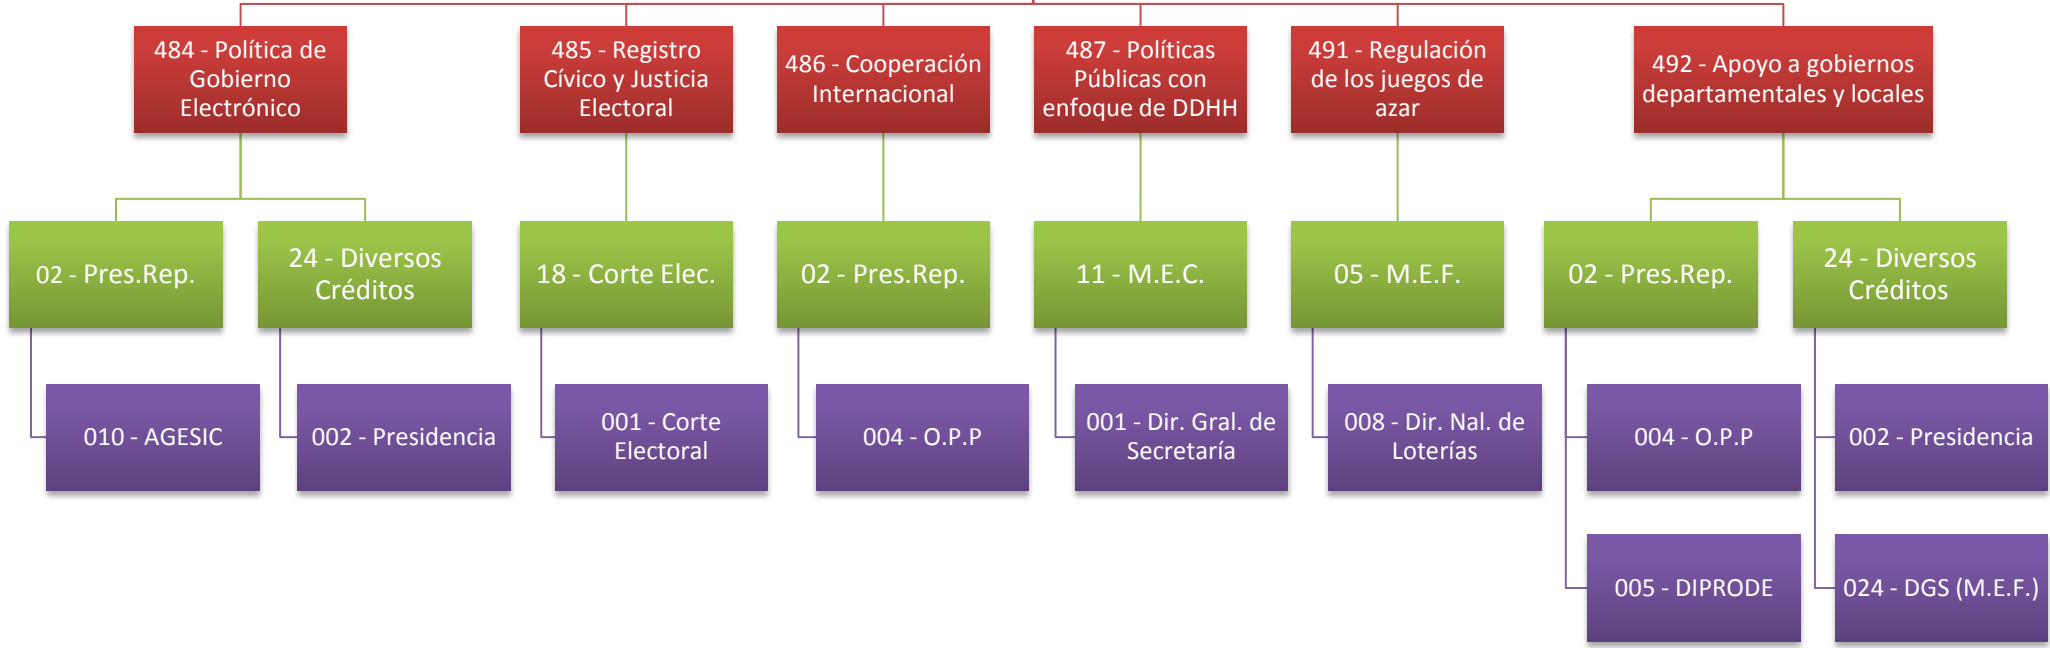 484 - Política de
Gobierno
Electrónico
485 - Registro
Cívico y Justicia
Electoral
486 - Cooperación
Internacional
487 - Políticas
Públicas con
enfoque de DDHH
491 - Regulación
de los juegos de
azar
492 - Apoyo a gobiernos
departamentales y locales
02 - Pres.Rep.
24 - Diversos
Créditos
18 - Corte Elec.
02 - Pres.Rep.
11 - M.E.C.
05 - M.E.F.
02 - Pres.Rep.
24 - Diversos
Créditos
010 - AGESIC
002 - Presidencia
001 - Corte
Electoral
004 - O.P.P
001 - Dir. Gral. de
Secretaría
008 - Dir. Nal. de
Loterías
004 - O.P.P
002 - Presidencia
005 - DIPRODE
024 - DGS (M.E.F.)